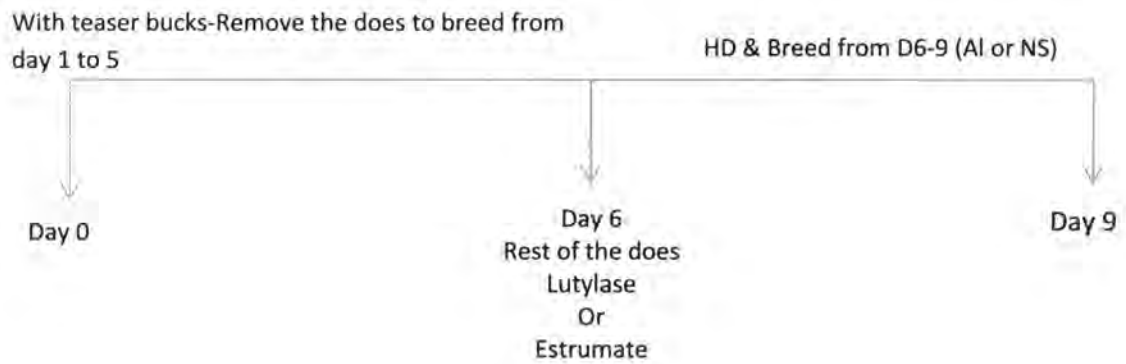 With teaser bucks-Remove the does to breed from
day 1 to 5
HD & Breed from D6-9 (AI or NS)
Day 0
Day 6
Rest of the does
Lutylase
Or
Estrumate
Day 9